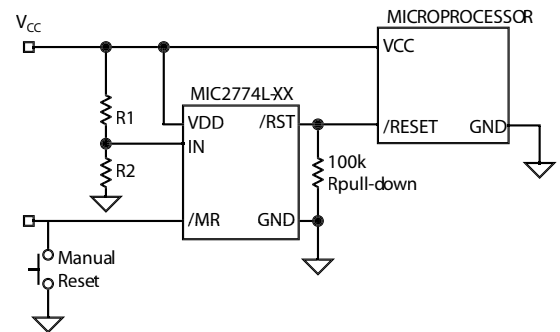 MICROPROCESSOR
VCC
VCC
MIC2774L-XX
R1
VDD
/RST
/RESET
GND
IN
R2
100k
Rpull-down
/MR
GND
Manual
Reset